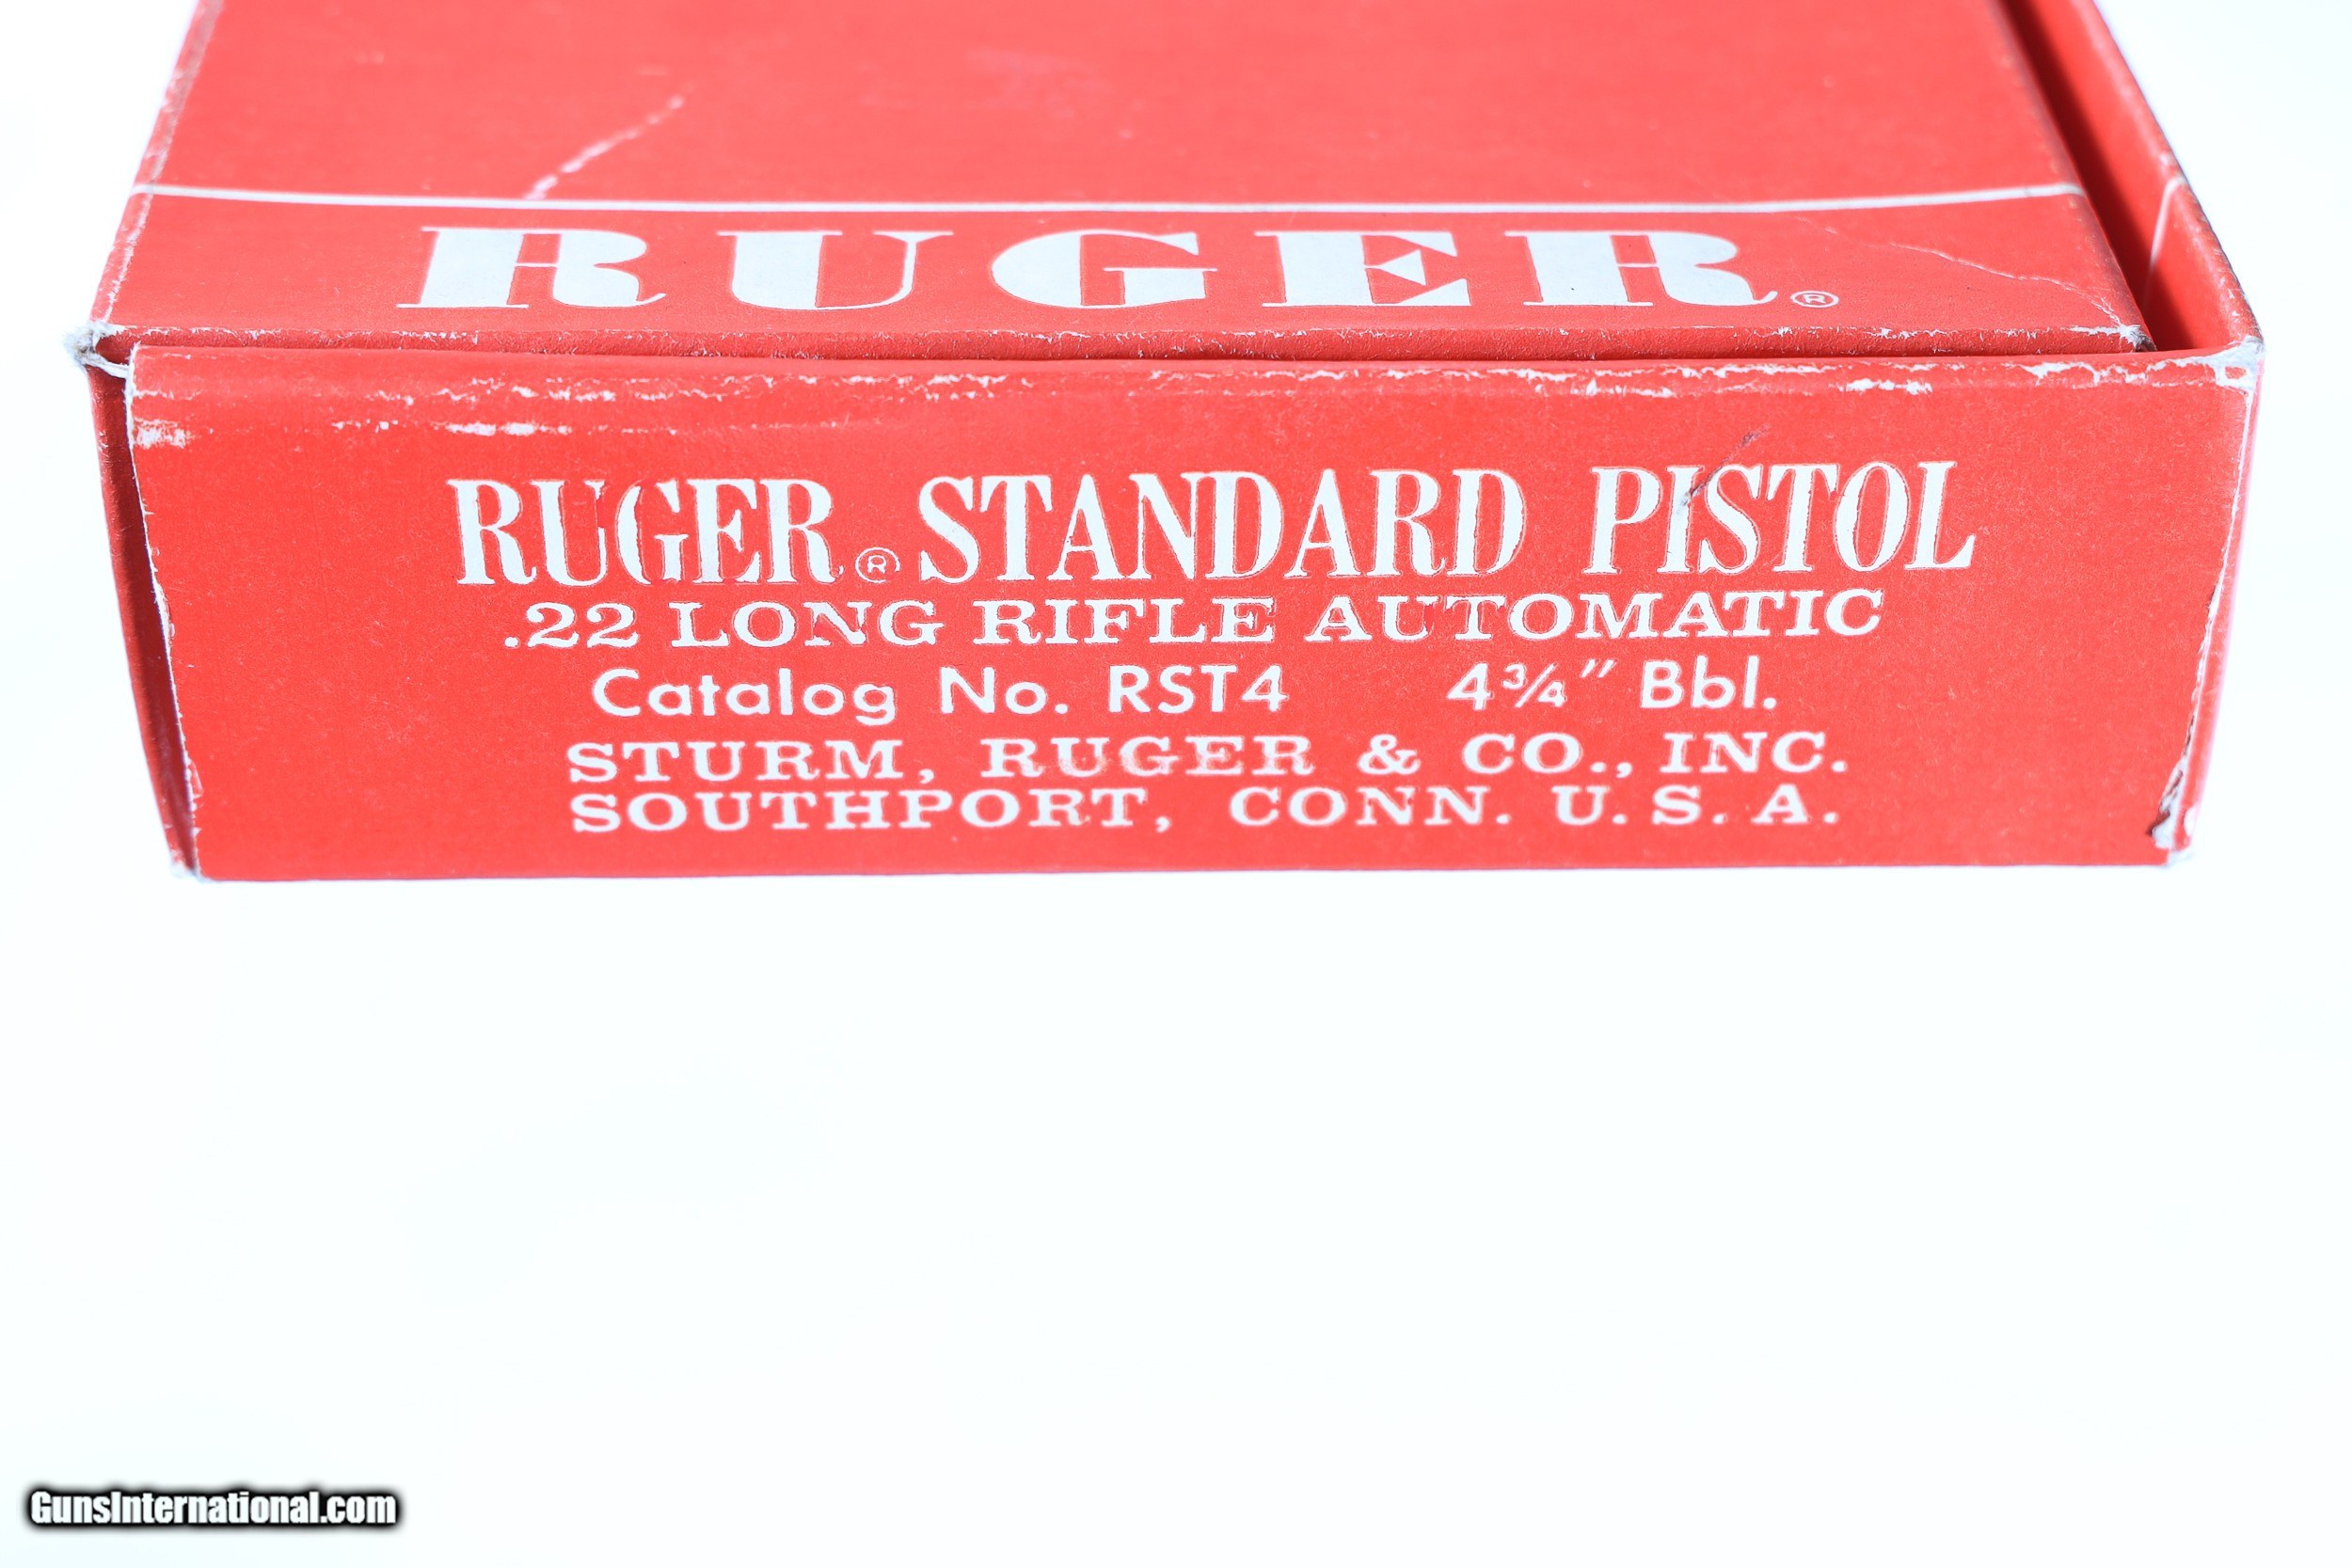 RUGER®
RUGER® STANDARD PISTOL
.22 LONG RIFLE AUTOMATIC
Catalog No. RST4 4¾" Bbl.
STURM, RUGER & CO., INC.
SOUTHPORT, CONN. U.S.A.
GunsInternational.com